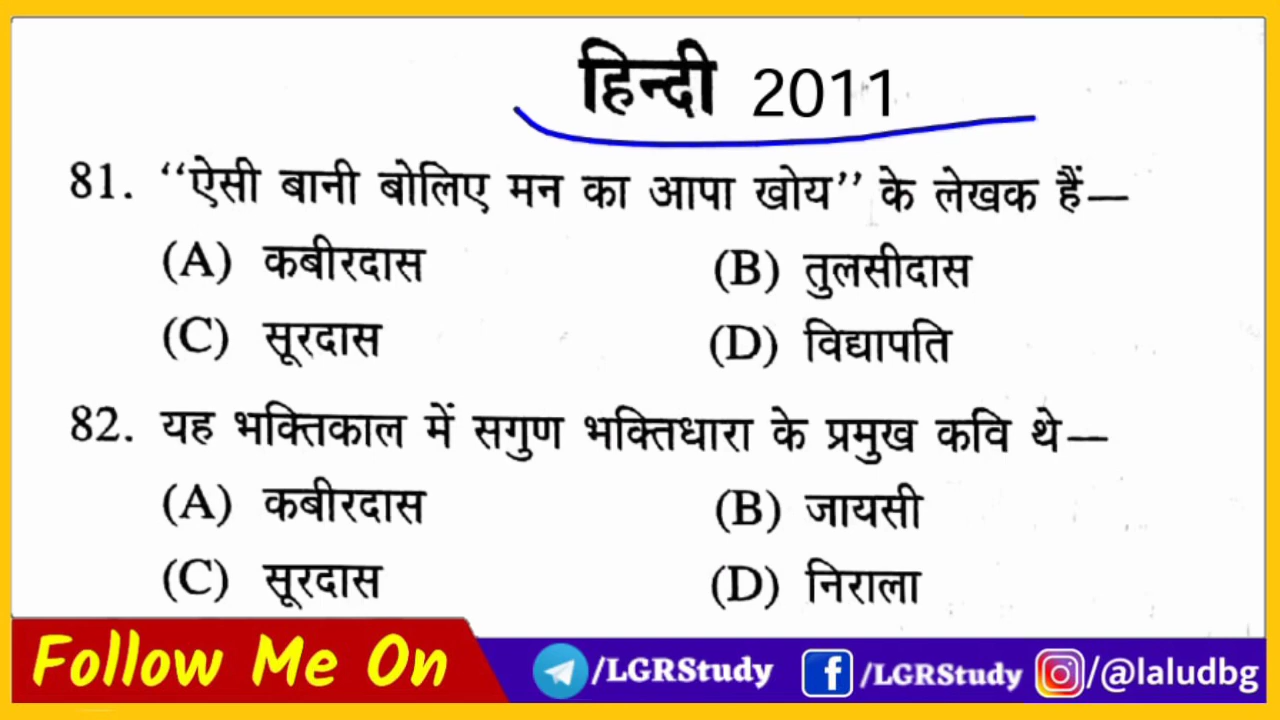 हिन्दी 2011
81. “ऐसी बानी बोलिए मन का आपा खोय” के लेखक हैं—
(A) कबीरदास (B) तुलसीदास
(C) सूरदास (D) विद्यापति
82. यह भक्तिकाल में सगुण भक्तिधारा के प्रमुख कवि थे—
(A) कबीरदास (B) जायसी
(C) सूरदास (D) निराला
Follow Me On /LGRStudy /LGRStudy /@laludbg